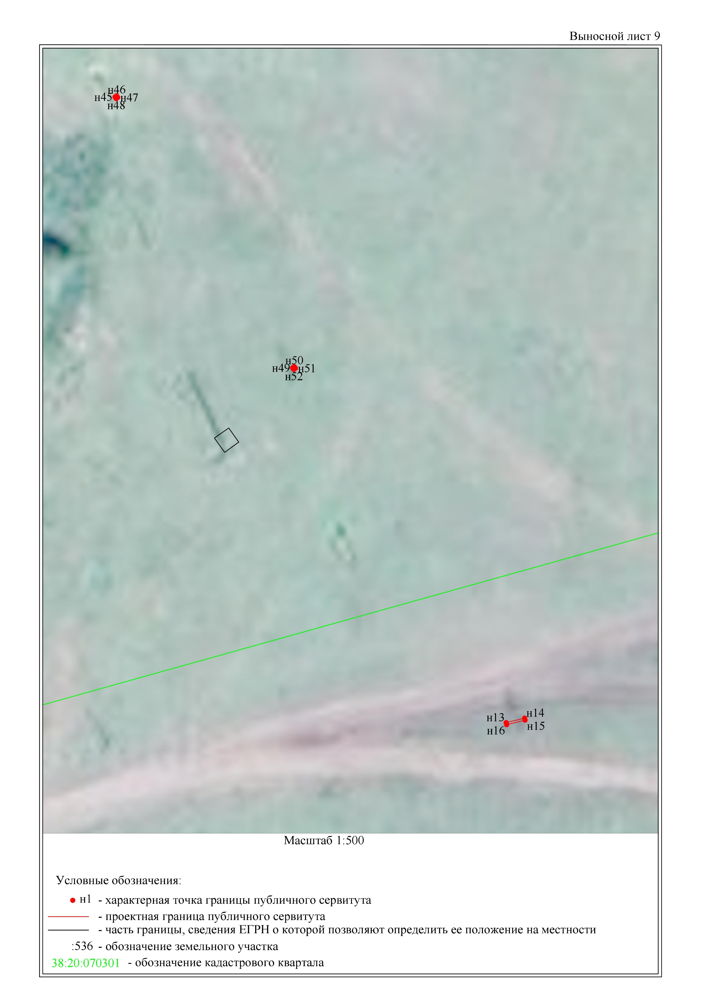 Выносной лист 9
н46
н45 н47
н48
н50
н49 н51
н52
н13 н14
н16 н15
Масштаб 1:500
Условные обозначения:
н1 - характерная точка границы публичного сервитута
- проектная граница публичного сервитута
- часть границы, сведения ЕГРН о которой позволяют определить ее положение на местности
:536 - обозначение земельного участка
38:20:070301 - обозначение кадастрового квартала